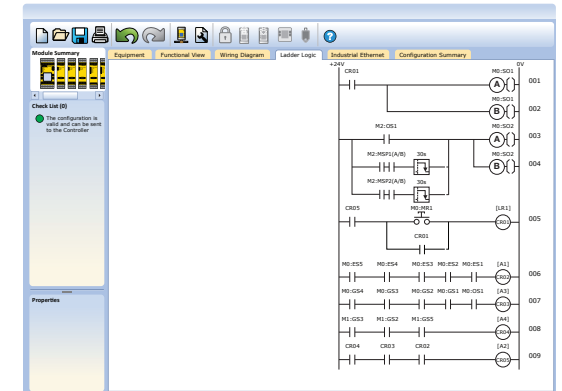 Module Summary
Equipment Functional View Wiring Diagram Ladder Logic Industrial Ethernet Configuration Summary
+24V 0V
CR01 M0:SO1
A 001
M0:SO1
B 002
Check List (0)
The configuration is
valid and can be sent
to the Controller
M2:OS1 M0:SO2
A 003
M2:MSP1(A/B) 30s M0:SO2
B 004
M2:MSP2(A/B) 30s
CR05 M0:MR1 [LR1]
CR01 005
CR01
M0:ES5 M0:ES4 M0:ES3 M0:ES2 M0:ES1 [A1]
CR02 006
M0:GS4 M0:GS3 M0:GS2 M0:GS1 M0:OS1 [A3]
CR03 007
Properties
M1:GS3 M1:GS2 M1:GS5 [A4]
CR04 008
CR04 CR03 CR02 [A2]
CR05 009